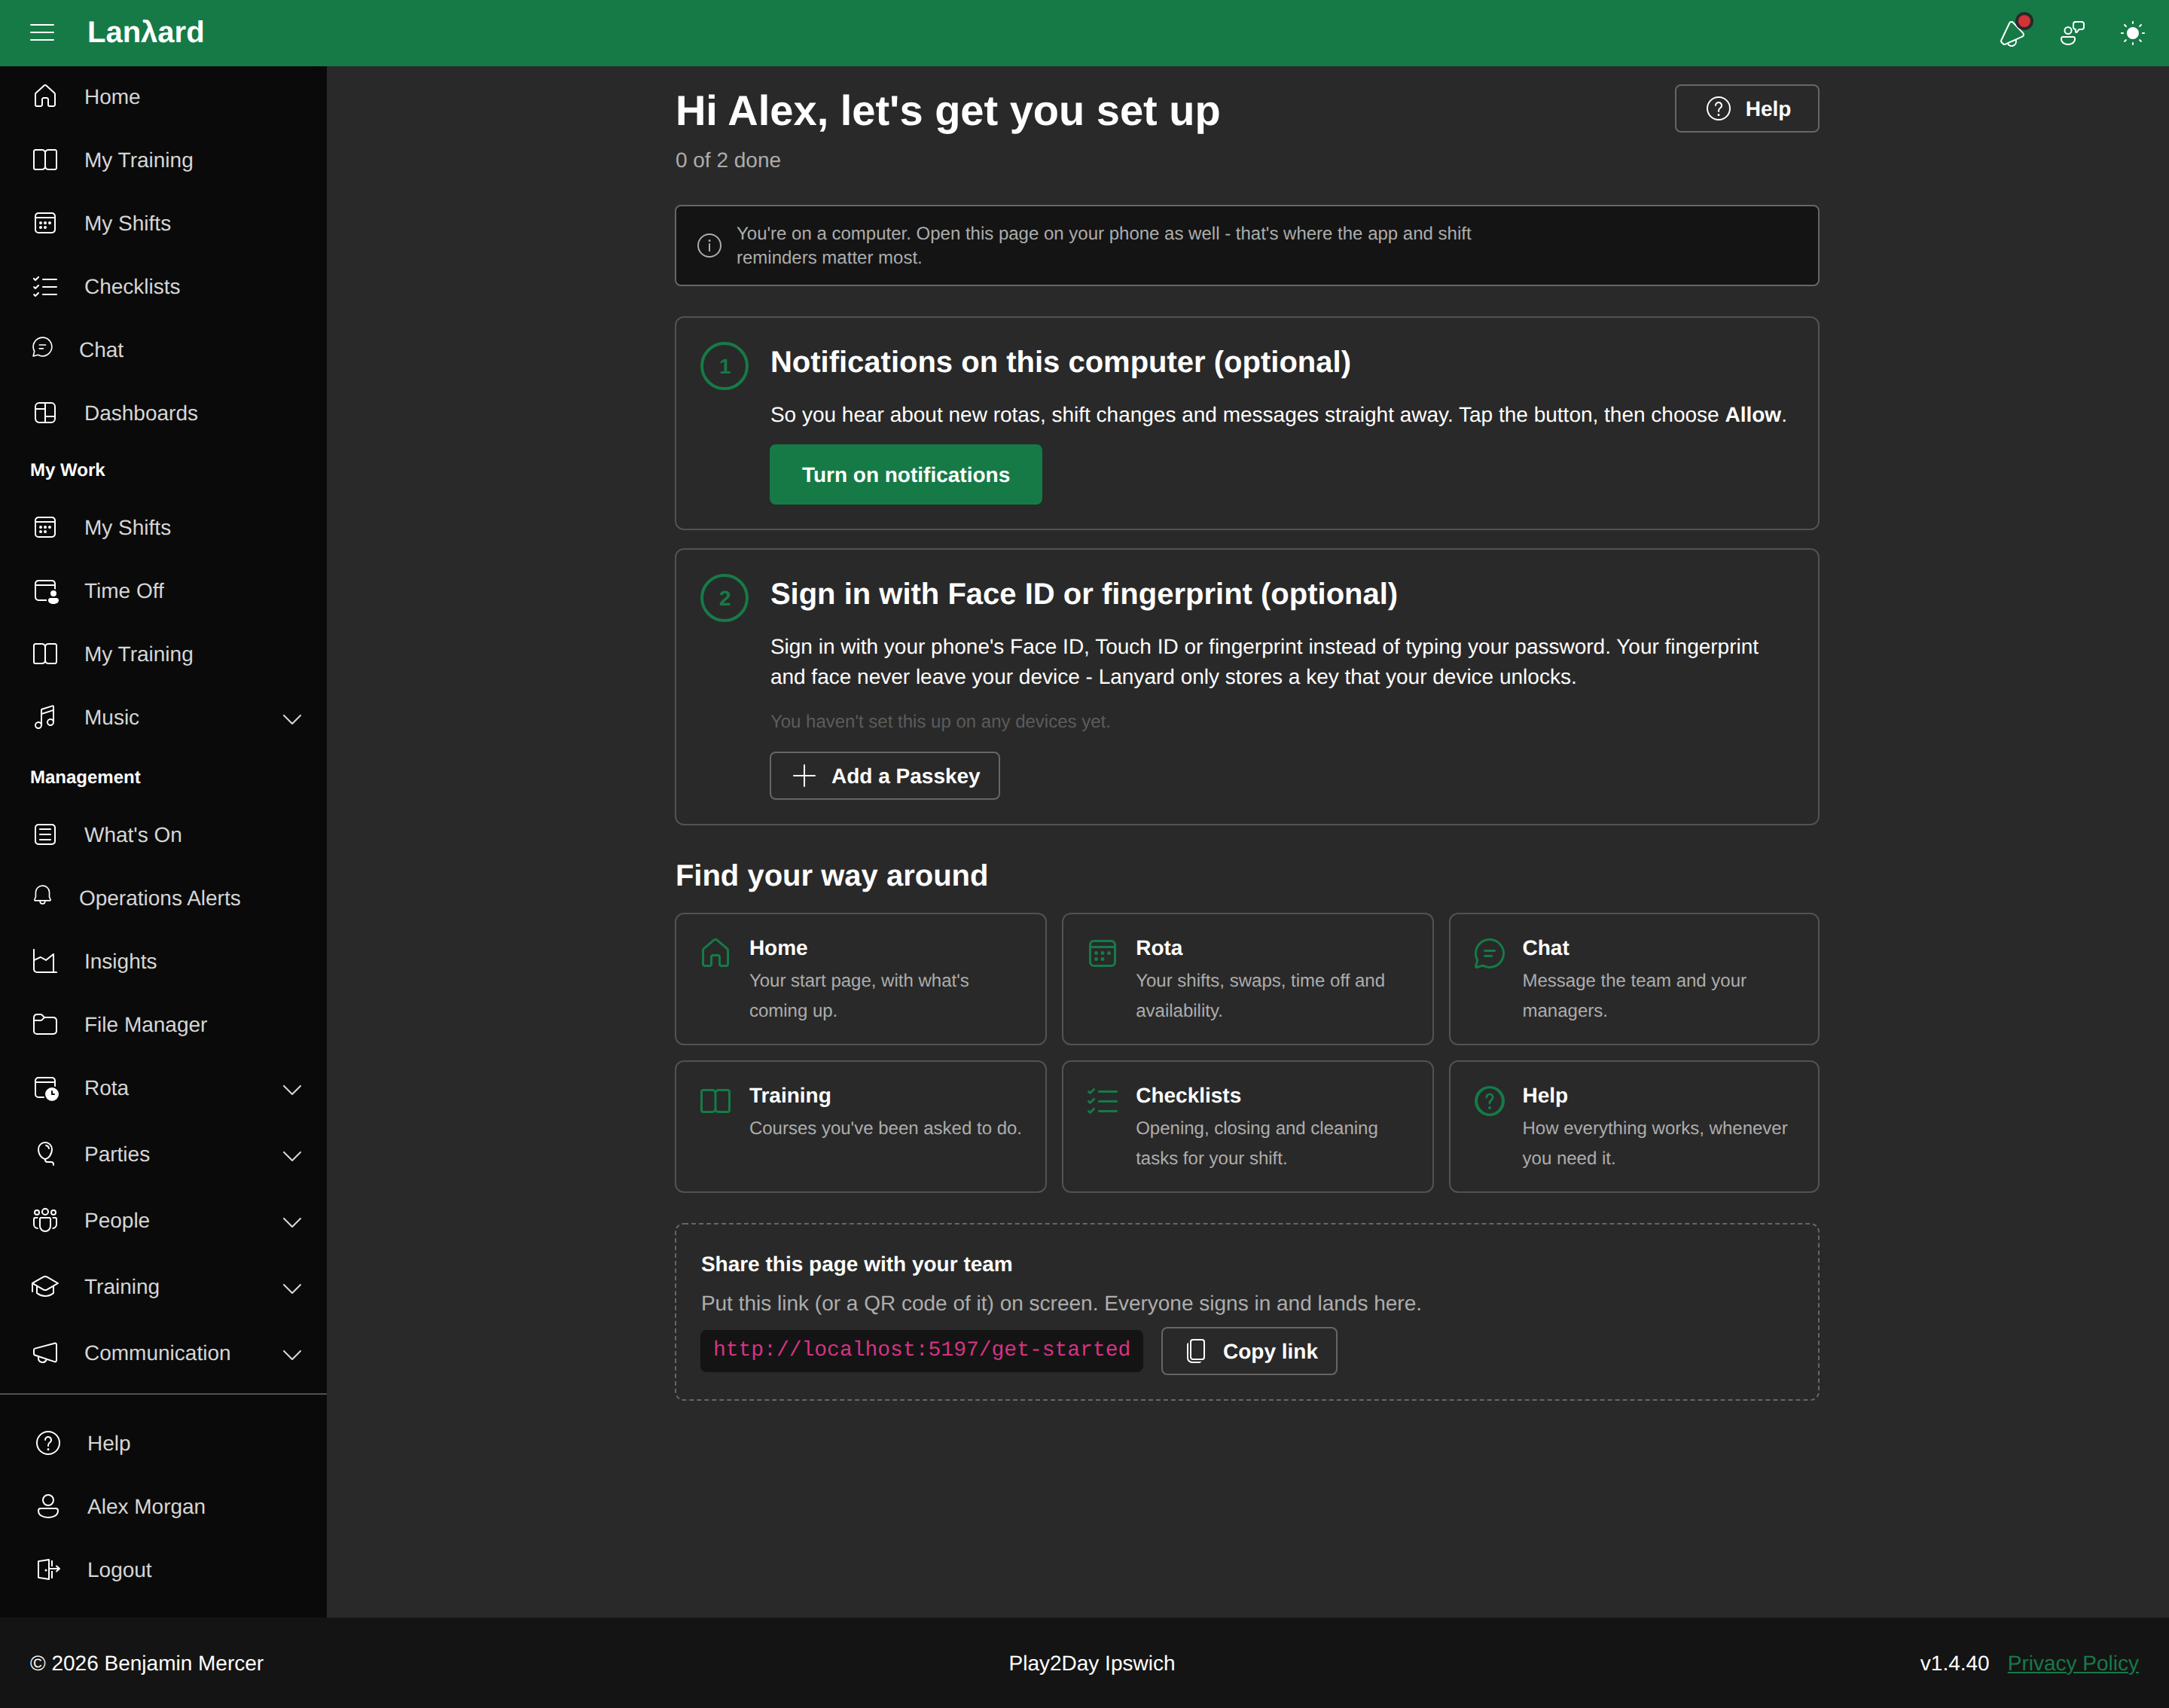 Lanλard
Home
My Training
My Shifts
Checklists
Chat
Dashboards
My Work
My Shifts
Time Off
My Training
Music
Management
What's On
Operations Alerts
Insights
File Manager
Rota
Parties
People
Training
Communication
Help
Alex Morgan
Logout
Hi Alex, let's get you set up
Help
0 of 2 done
You're on a computer. Open this page on your phone as well - that's where the app and shift
reminders matter most.
1
Notifications on this computer (optional)
So you hear about new rotas, shift changes and messages straight away. Tap the button, then choose Allow.
Turn on notifications
2
Sign in with Face ID or fingerprint (optional)
Sign in with your phone's Face ID, Touch ID or fingerprint instead of typing your password. Your fingerprint
and face never leave your device - Lanyard only stores a key that your device unlocks.
You haven't set this up on any devices yet.
Add a Passkey
Find your way around
Home
Your start page, with what's
coming up.
Rota
Your shifts, swaps, time off and
availability.
Chat
Message the team and your
managers.
Training
Courses you've been asked to do.
Checklists
Opening, closing and cleaning
tasks for your shift.
Help
How everything works, whenever
you need it.
Share this page with your team
Put this link (or a QR code of it) on screen. Everyone signs in and lands here.
http://localhost:5197/get-started
Copy link
© 2026 Benjamin Mercer
Play2Day Ipswich
v1.4.40
Privacy Policy